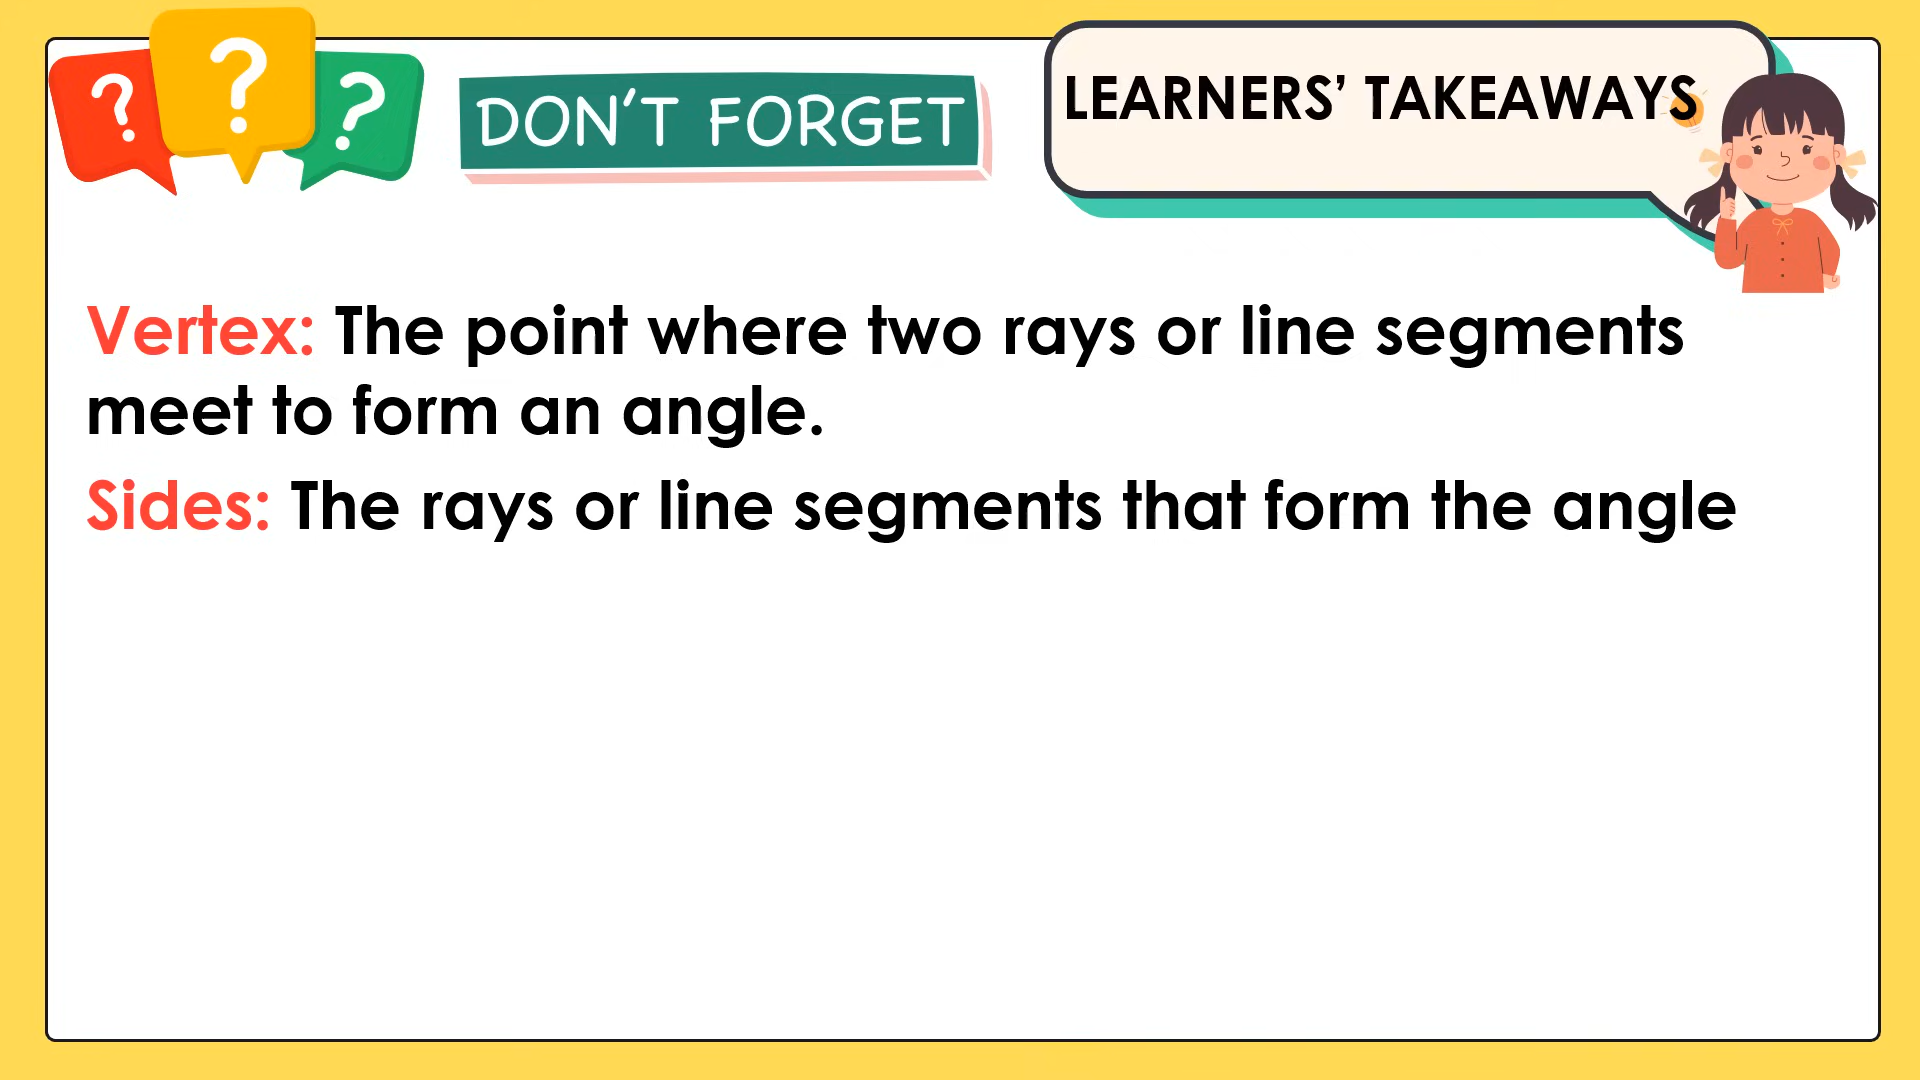 ? ? ?
DON'T FORGET
LEARNERS’ TAKEAWAYS
Vertex: The point where two rays or line segments
meet to form an angle.
Sides: The rays or line segments that form the angle